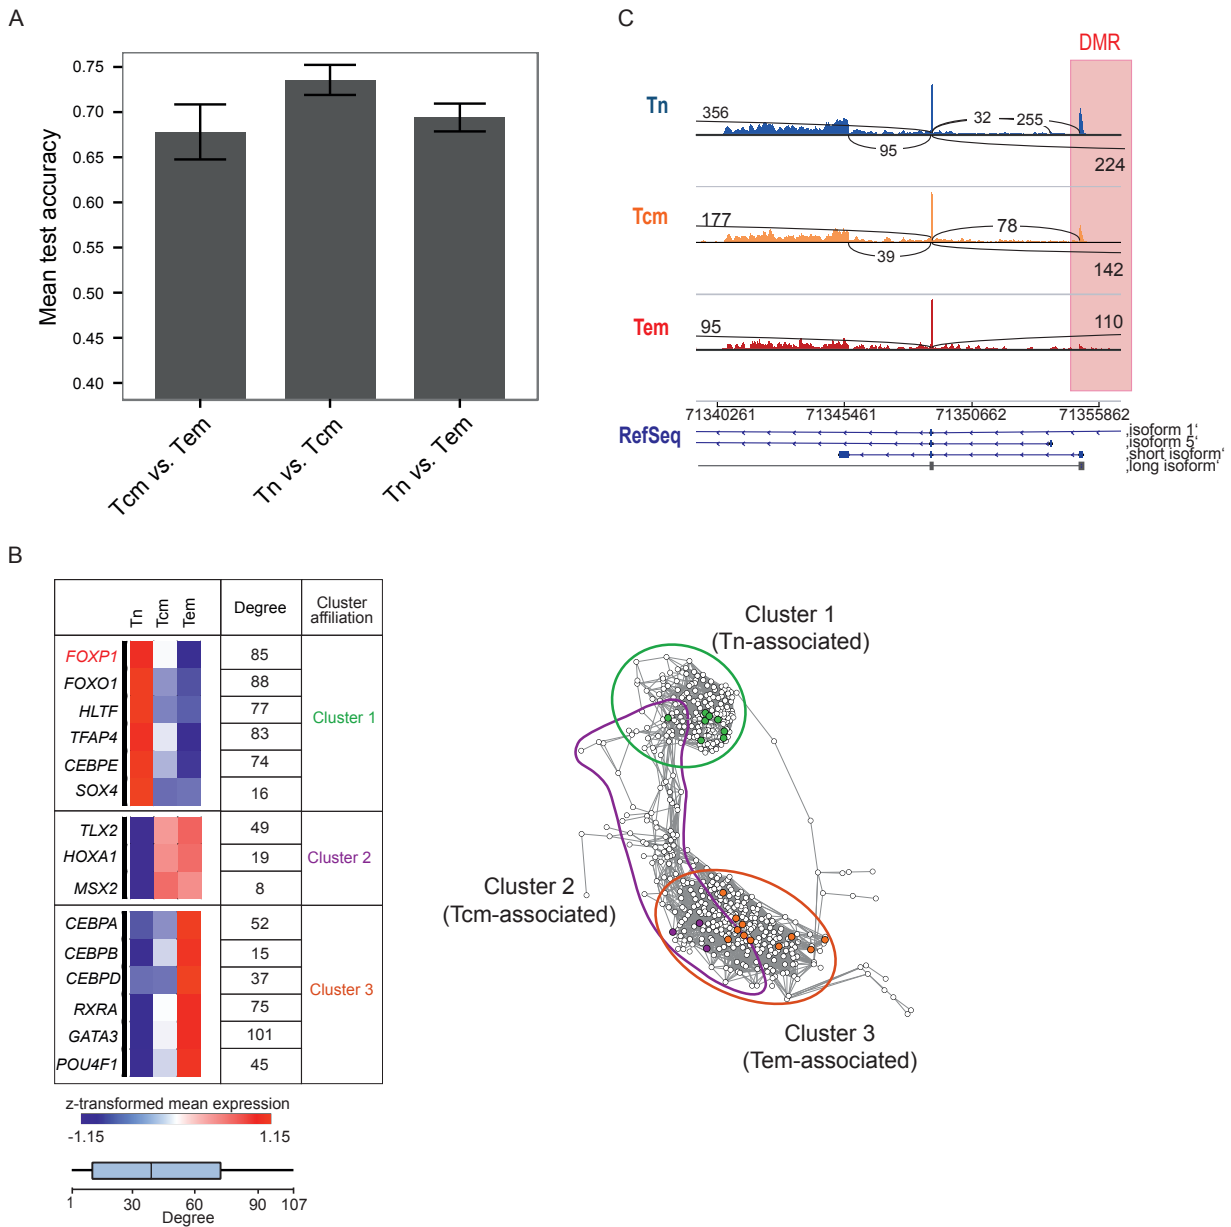 A
0.75
0.70
0.65
0.60
0.55
0.50
0.45
0.40
Mean test accuracy
Tcm vs. Tem
Tn vs. Tcm
Tn vs. Tem
C
DMR
Tn
356
32
255
95
224
Tcm
177
78
39
142
Tem
95
110
71340261
71345461
71350662
71355862
RefSeq
‚isoform 1‘
‚isoform 5‘
‚short isoform‘
‚long isoform‘
B
Tn
Tcm
Tem
Degree
Cluster
affiliation
FOXP1 85
FOXO1 88
HLTF 77
TFAP4 83
CEBPE 74
SOX4 16
Cluster 1
TLX2 49
HOXA1 19
MSX2 8
Cluster 2
CEBPA 52
CEBPB 15
CEBPD 37
RXRA 75
GATA3 101
POU4F1 45
Cluster 3
z-transformed mean expression
-1.15 1.15
1 30 60 90 107
Degree
Cluster 1
(Tn-associated)
Cluster 2
(Tcm-associated)
Cluster 3
(Tem-associated)